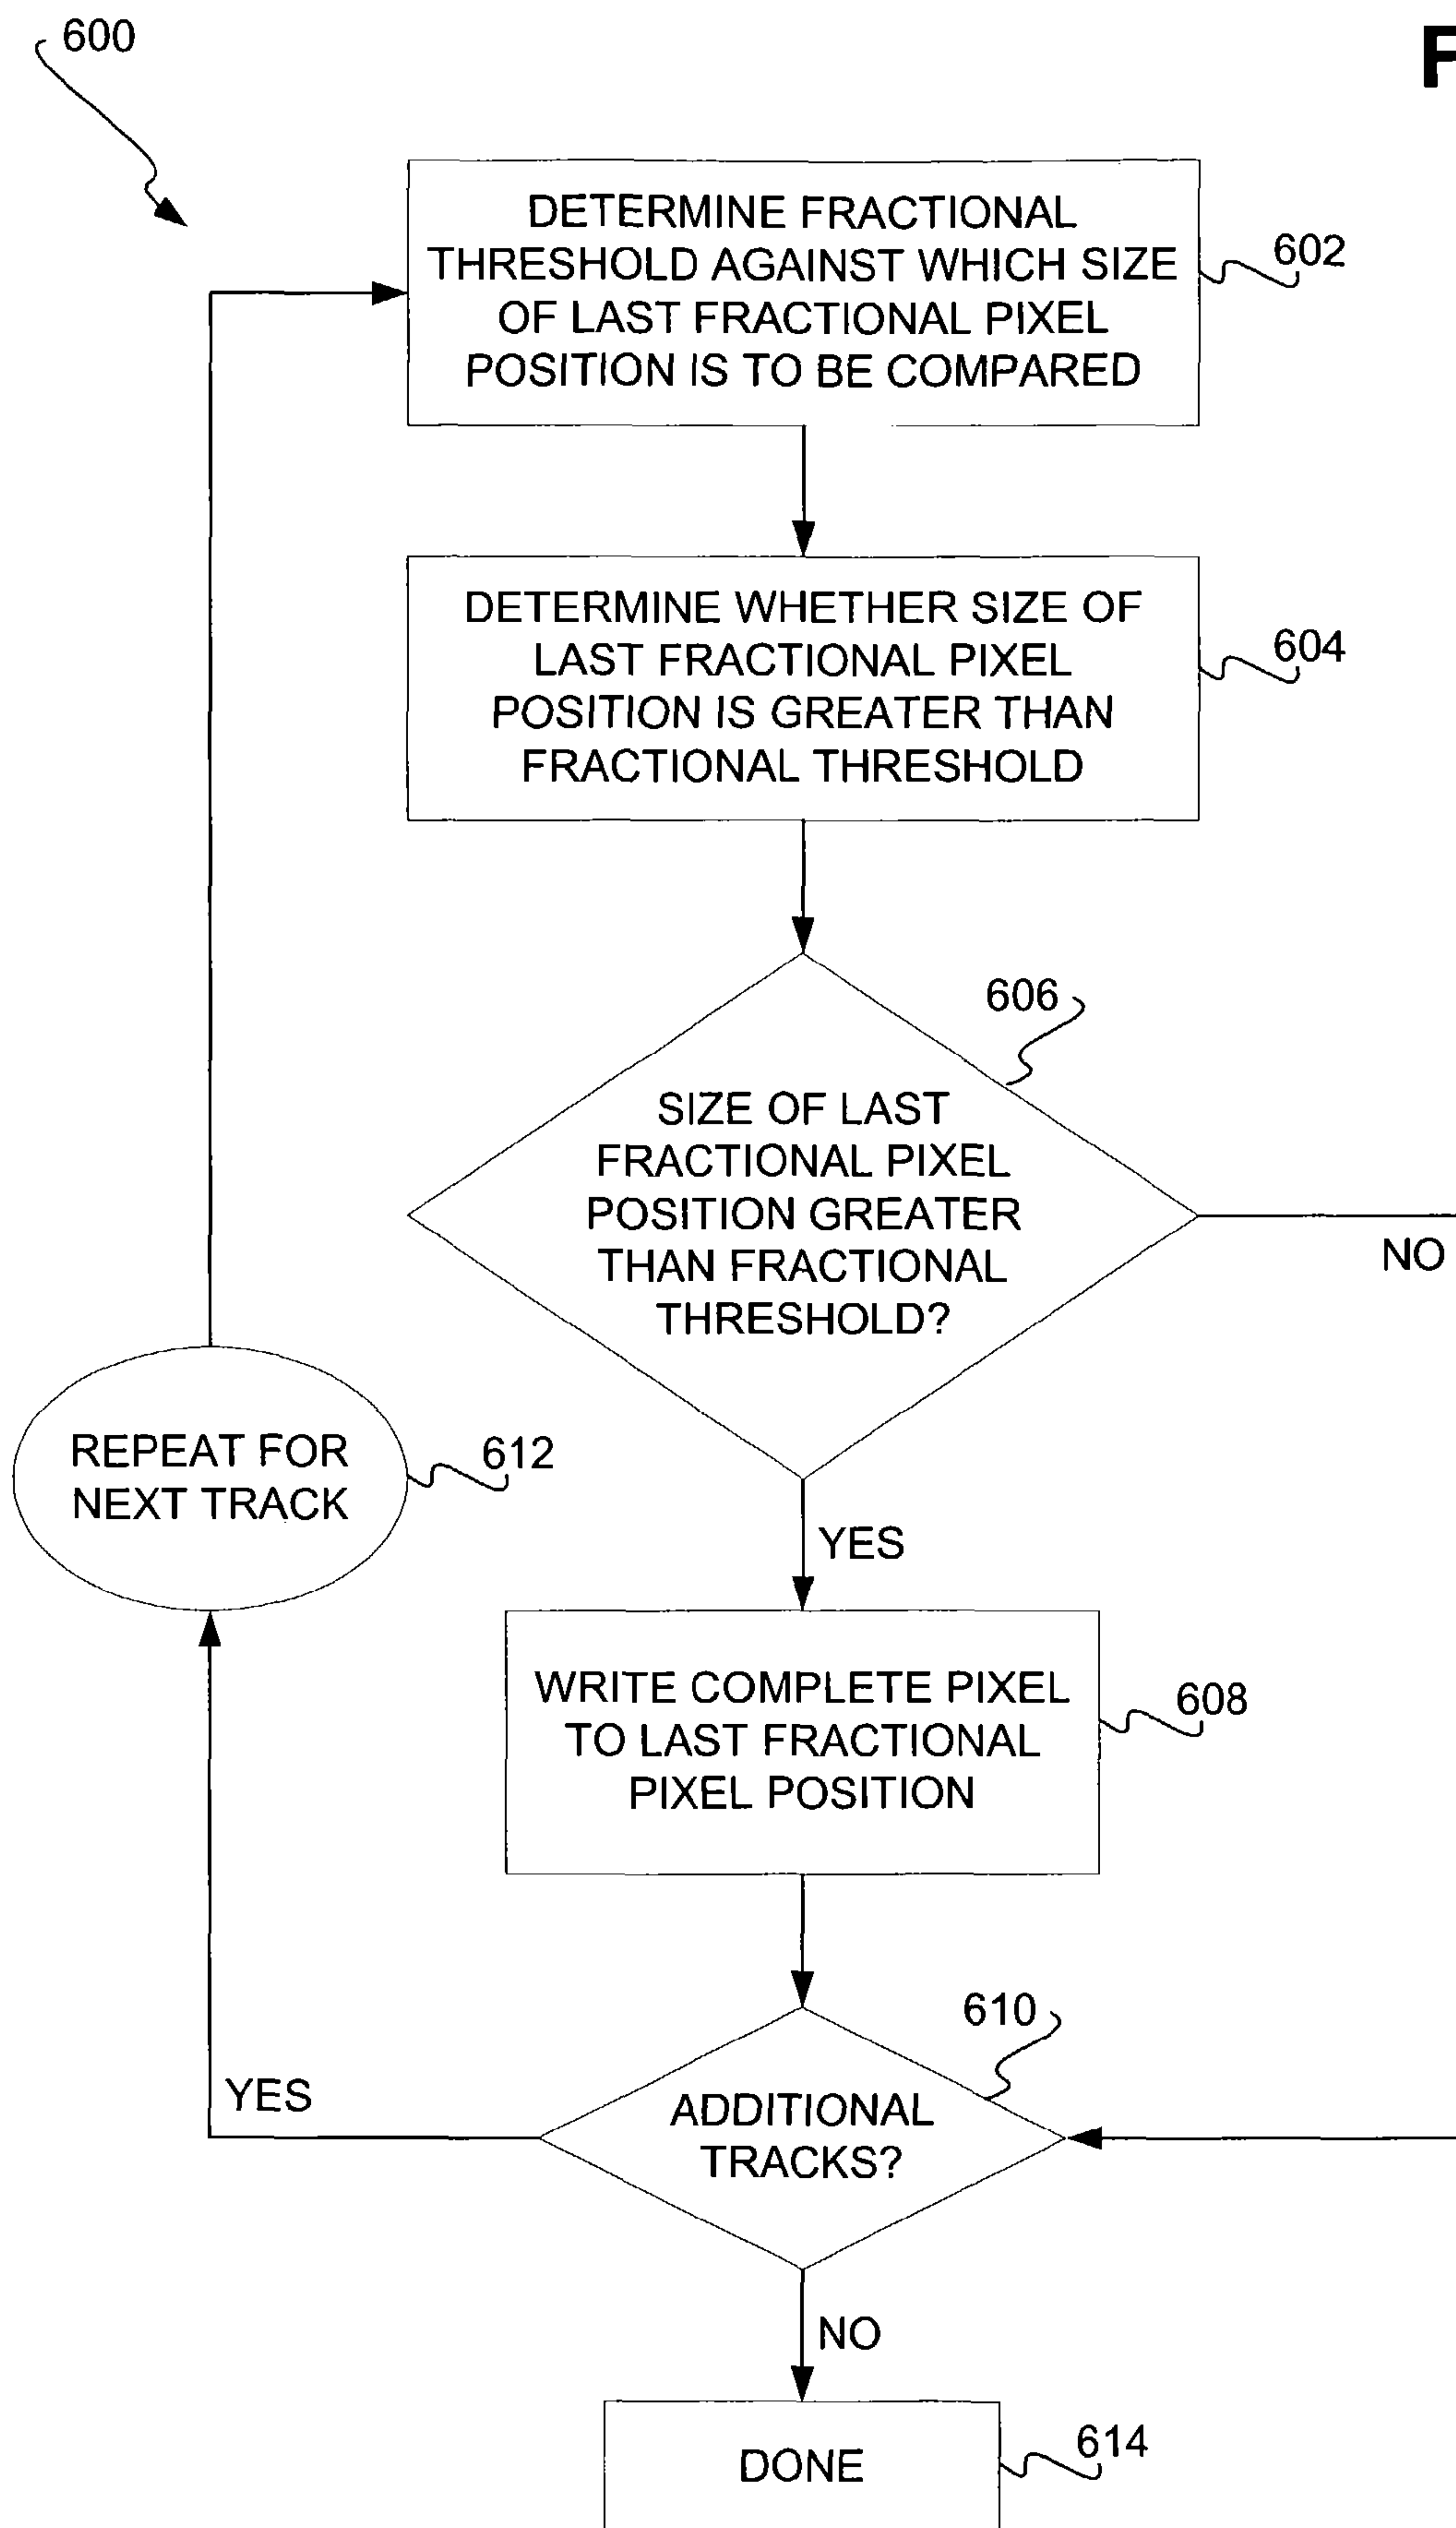 600
F
DETERMINE FRACTIONAL
THRESHOLD AGAINST WHICH SIZE
OF LAST FRACTIONAL PIXEL
POSITION IS TO BE COMPARED
602
DETERMINE WHETHER SIZE OF
LAST FRACTIONAL PIXEL
POSITION IS GREATER THAN
FRACTIONAL THRESHOLD
604
606
SIZE OF LAST
FRACTIONAL PIXEL
POSITION GREATER
THAN FRACTIONAL
THRESHOLD?
NO
REPEAT FOR
NEXT TRACK
612
YES
WRITE COMPLETE PIXEL
TO LAST FRACTIONAL
PIXEL POSITION
608
610
YES
ADDITIONAL
TRACKS?
NO
DONE
614